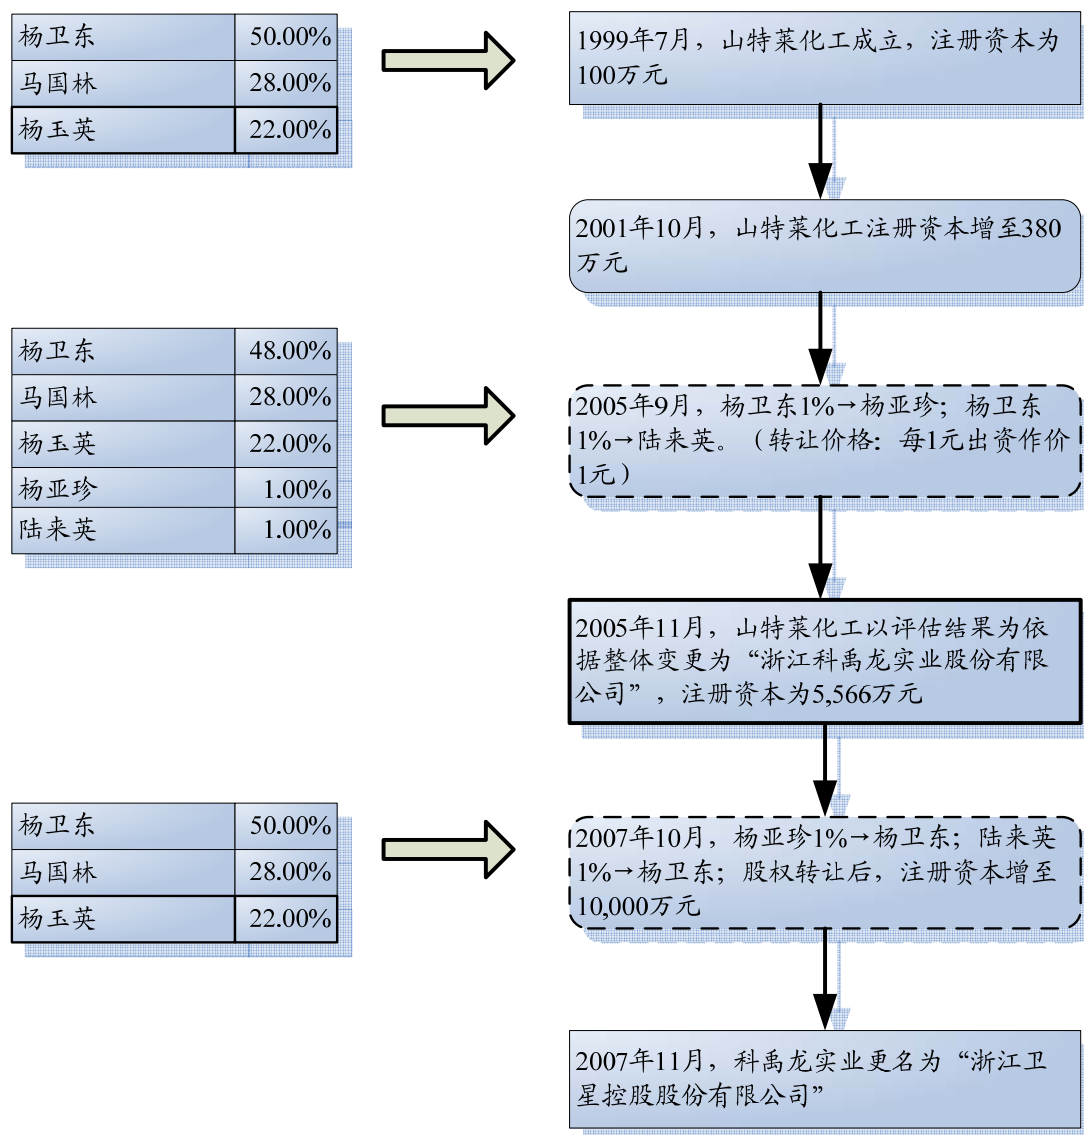 杨卫东 50.00%
马国林 28.00%
杨玉英 22.00%
1999年7月，山特莱化工成立，注册资本为
100万元
2001年10月，山特莱化工注册资本增至380
万元
杨卫东 48.00%
马国林 28.00%
杨玉英 22.00%
杨亚珍 1.00%
陆来英 1.00%
2005年9月，杨卫东1%→杨亚珍；杨卫东
1%→陆来英。（转让价格：每1元出资作价
1元）
2005年11月，山特莱化工以评估结果为依
据整体变更为“浙江科禹龙实业股份有限
公司”，注册资本为5,566万元
杨卫东 50.00%
马国林 28.00%
杨玉英 22.00%
2007年10月，杨亚珍1%→杨卫东；陆来英
1%→杨卫东；股权转让后，注册资本增至
10,000万元
2007年11月，科禹龙实业更名为“浙江卫
星控股股份有限公司”